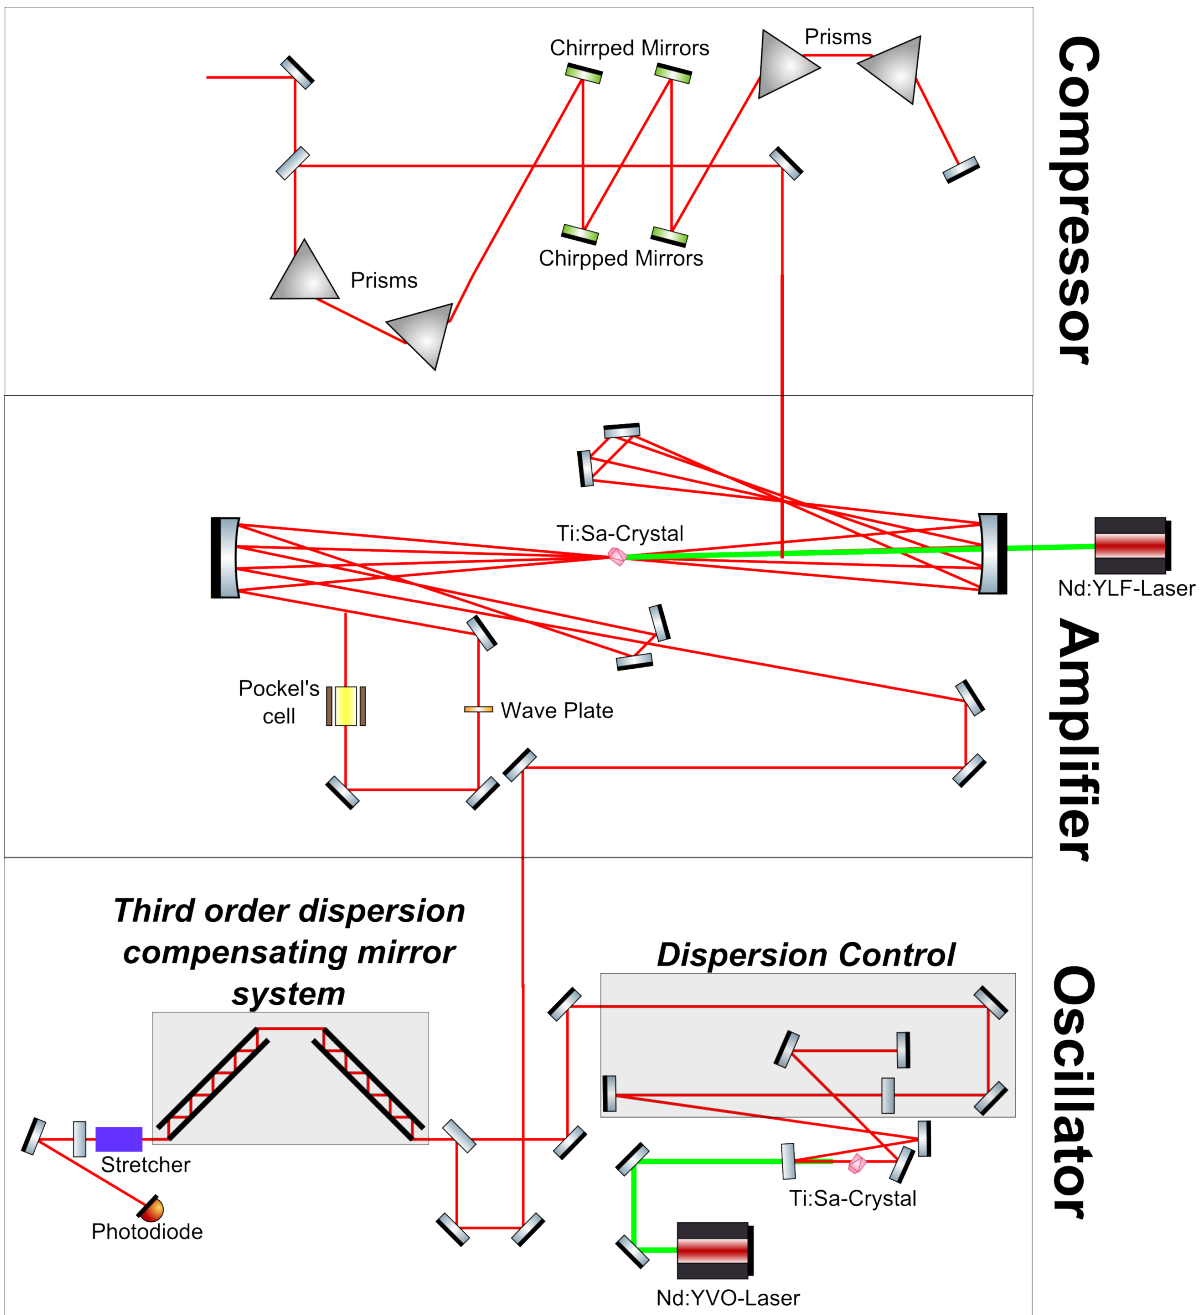 Chirrped Mirrors
Prisms
Compressor
Chirpped Mirrors
Prisms
Ti:Sa-Crystal
Nd:YLF-Laser
Amplifier
Pockel's
cell
Wave Plate
Third order dispersion
compensating mirror
system
Dispersion Control
Oscillator
Stretcher
Ti:Sa-Crystal
Photodiode
Nd:YVO-Laser